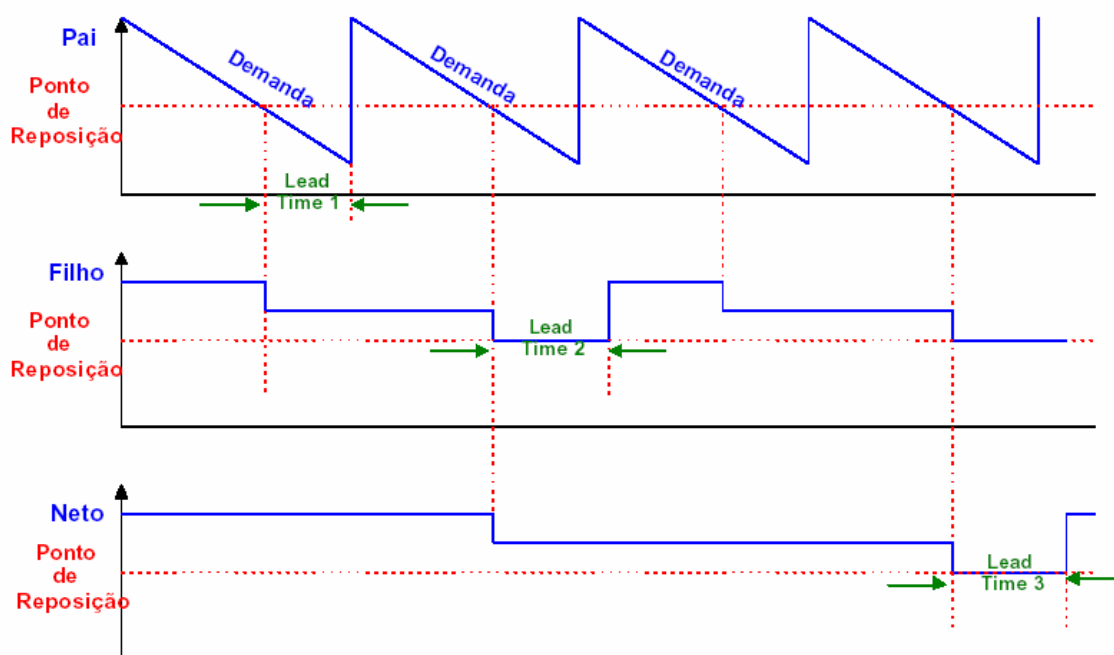 Pai
Demanda
Demanda
Demanda
Ponto
de
Reposição
Lead
Time 1
Filho
Ponto
de
Reposição
Lead
Time 2
Neto
Ponto
de
Reposição
Lead
Time 3